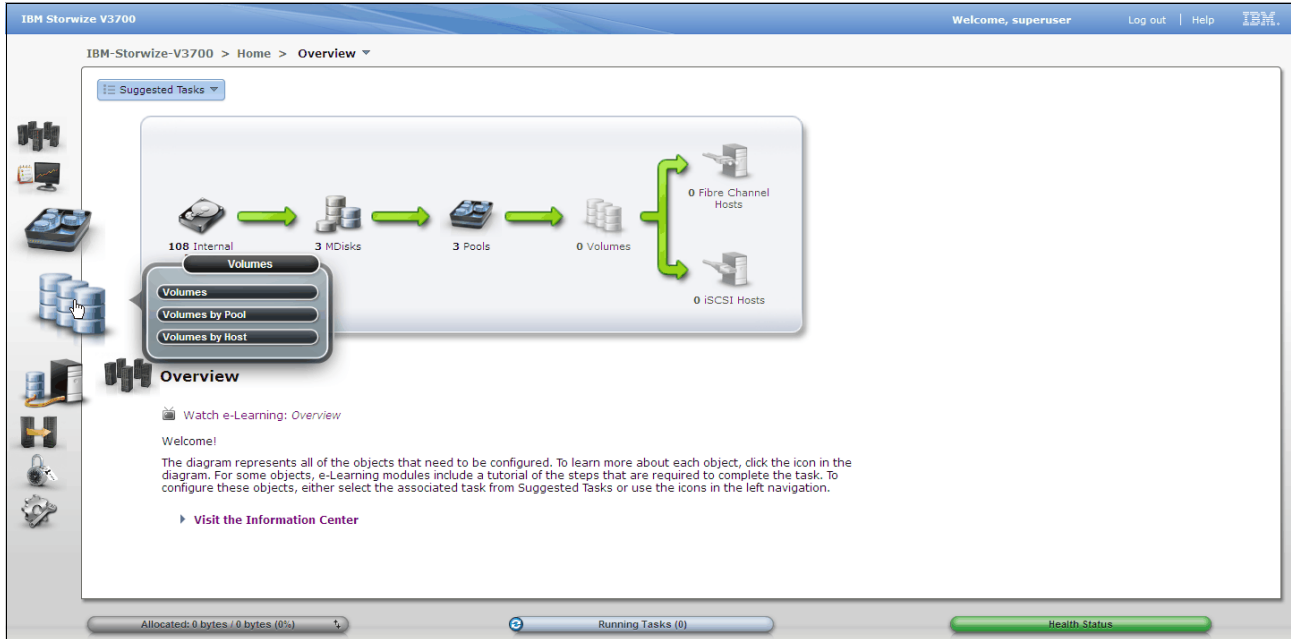 IBM Storwize V3700
Welcome, superuser
Log out | Help
IBM.
IBM-Storwize-V3700 > Home > Overview
Suggested Tasks
0 Fibre Channel
Hosts
108 Internal
3 MDisks
3 Pools
0 Volumes
0 iSCSI Hosts
Volumes
Volumes
Volumes by Pool
Volumes by Host
Overview
Watch e-Learning: Overview
Welcome!
The diagram represents all of the objects that need to be configured. To learn more about each object, click the icon in the
diagram. For some objects, e-Learning modules include a tutorial of the steps that are required to complete the task. To
configure these objects, either select the associated task from Suggested Tasks or use the icons in the left navigation.
Visit the Information Center
Allocated: 0 bytes / 0 bytes (0%)
Running Tasks (0)
Health Status